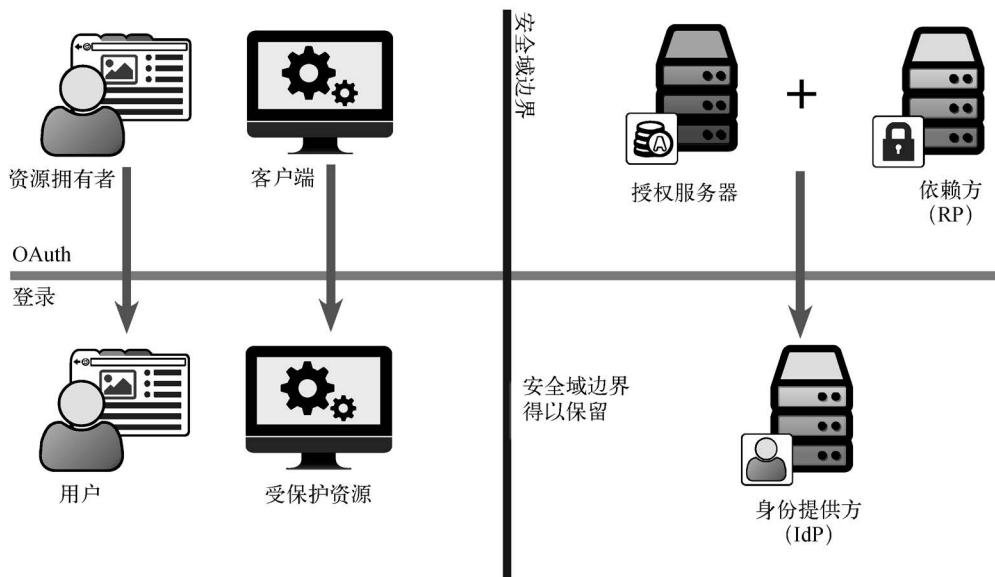 安全域边界
资源拥有者
客户端
授权服务器
依赖方
(RP)
OAuth
登录
安全域边界
得以保留
用户
受保护资源
身份提供方
(IdP)